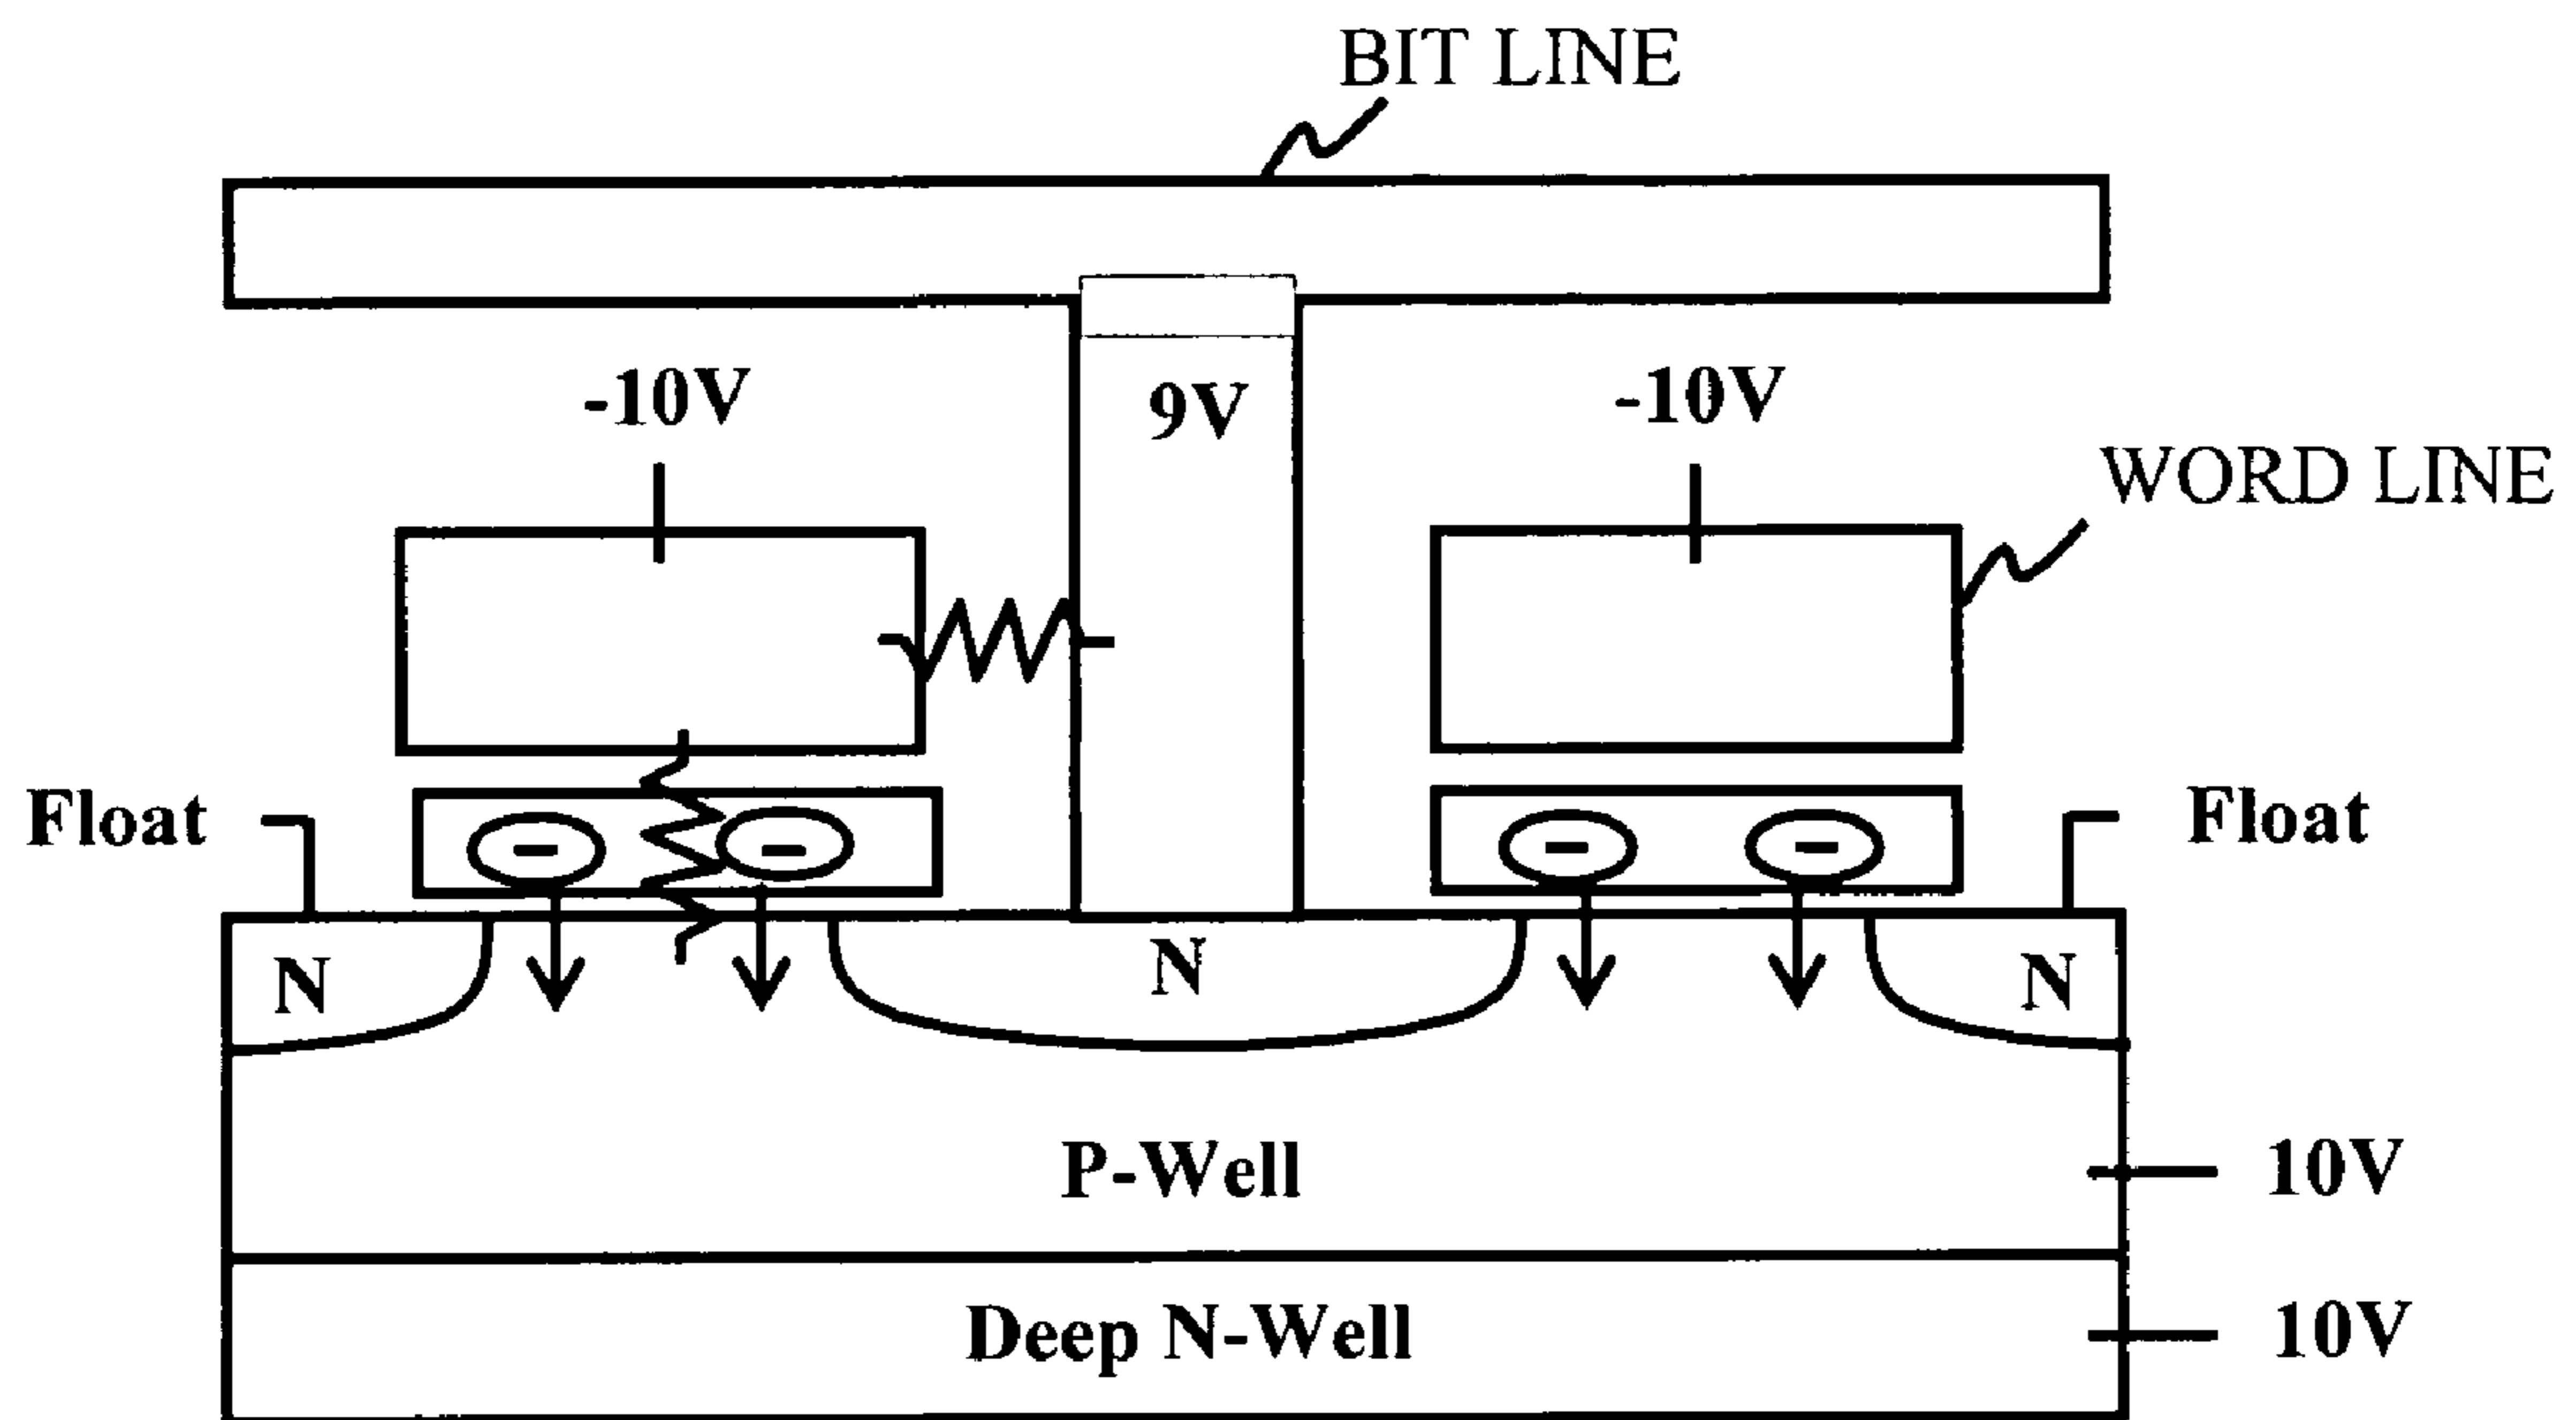 BIT LINE
-10V
9V
-10V
WORD LINE
Float
-
-
-
-
Float
N
N
N
P-Well
10V
Deep N-Well
10V